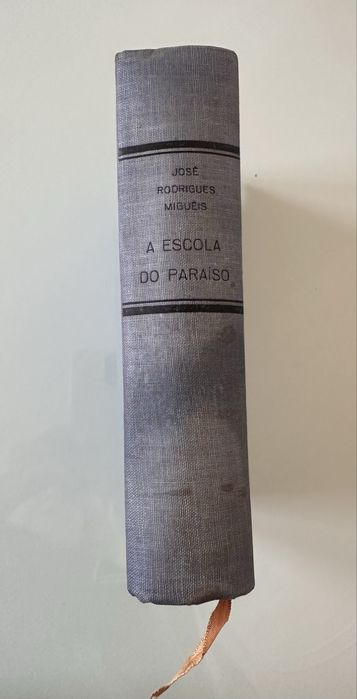 JOSÉ
RODRIGUES
MIGUÉIS
A ESCOLA
DO PARAÍSO